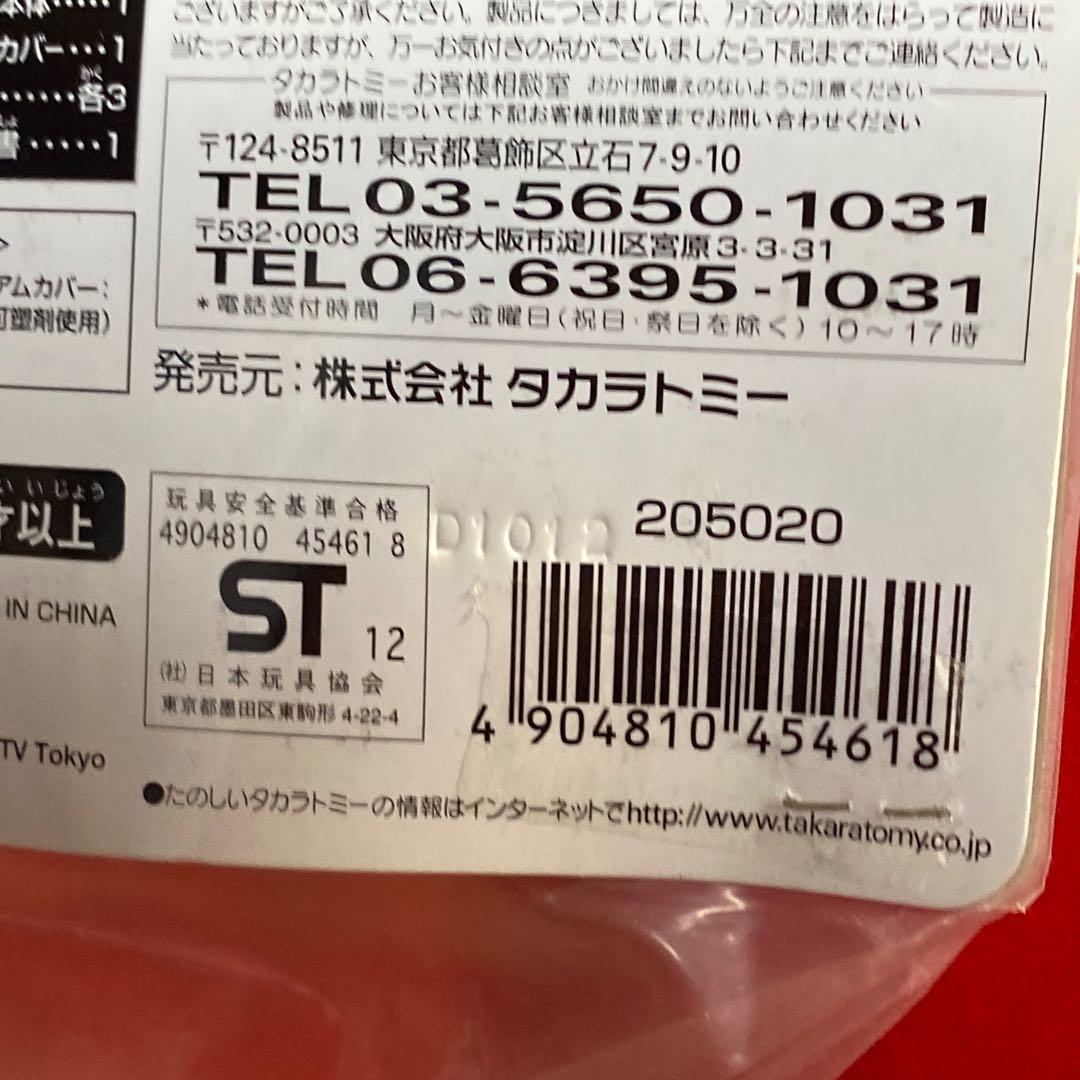 ございますがご了承ください。製品につきましては、万全の注意をはらって製造に
当たっておりますが、万一お気付きの点がございましたら下記までご連絡ください。
カバー・・・1
・・・・・・各3
・・・・・1
タカラトミーお客様相談室 おかけ間違えのないようご注意ください
製品や修理については下記お客様相談室までお問い合わせください
〒124-8511 東京都葛飾区立石7-9-10
TEL 03-5650-1031
〒532-0003 大阪府大阪市淀川区宮原3-3-31
TEL 06-6395-1031
*電話受付時間 月～金曜日(祝日・祭日を除く)10～17時
アムカバー:
可塑剤使用)
発売元:株式会社 タカラトミー
いじょう
以上
IN CHINA
TV Tokyo
玩具安全基準合格
4904810 45461 8
ST 12
(社)日本玩具協会
東京都墨田区東駒形 4-22-4
D1012
205020
4 904810 454618
●たのしいタカラトミーの情報はインターネットでhttp://www.takaratomy.co.jp